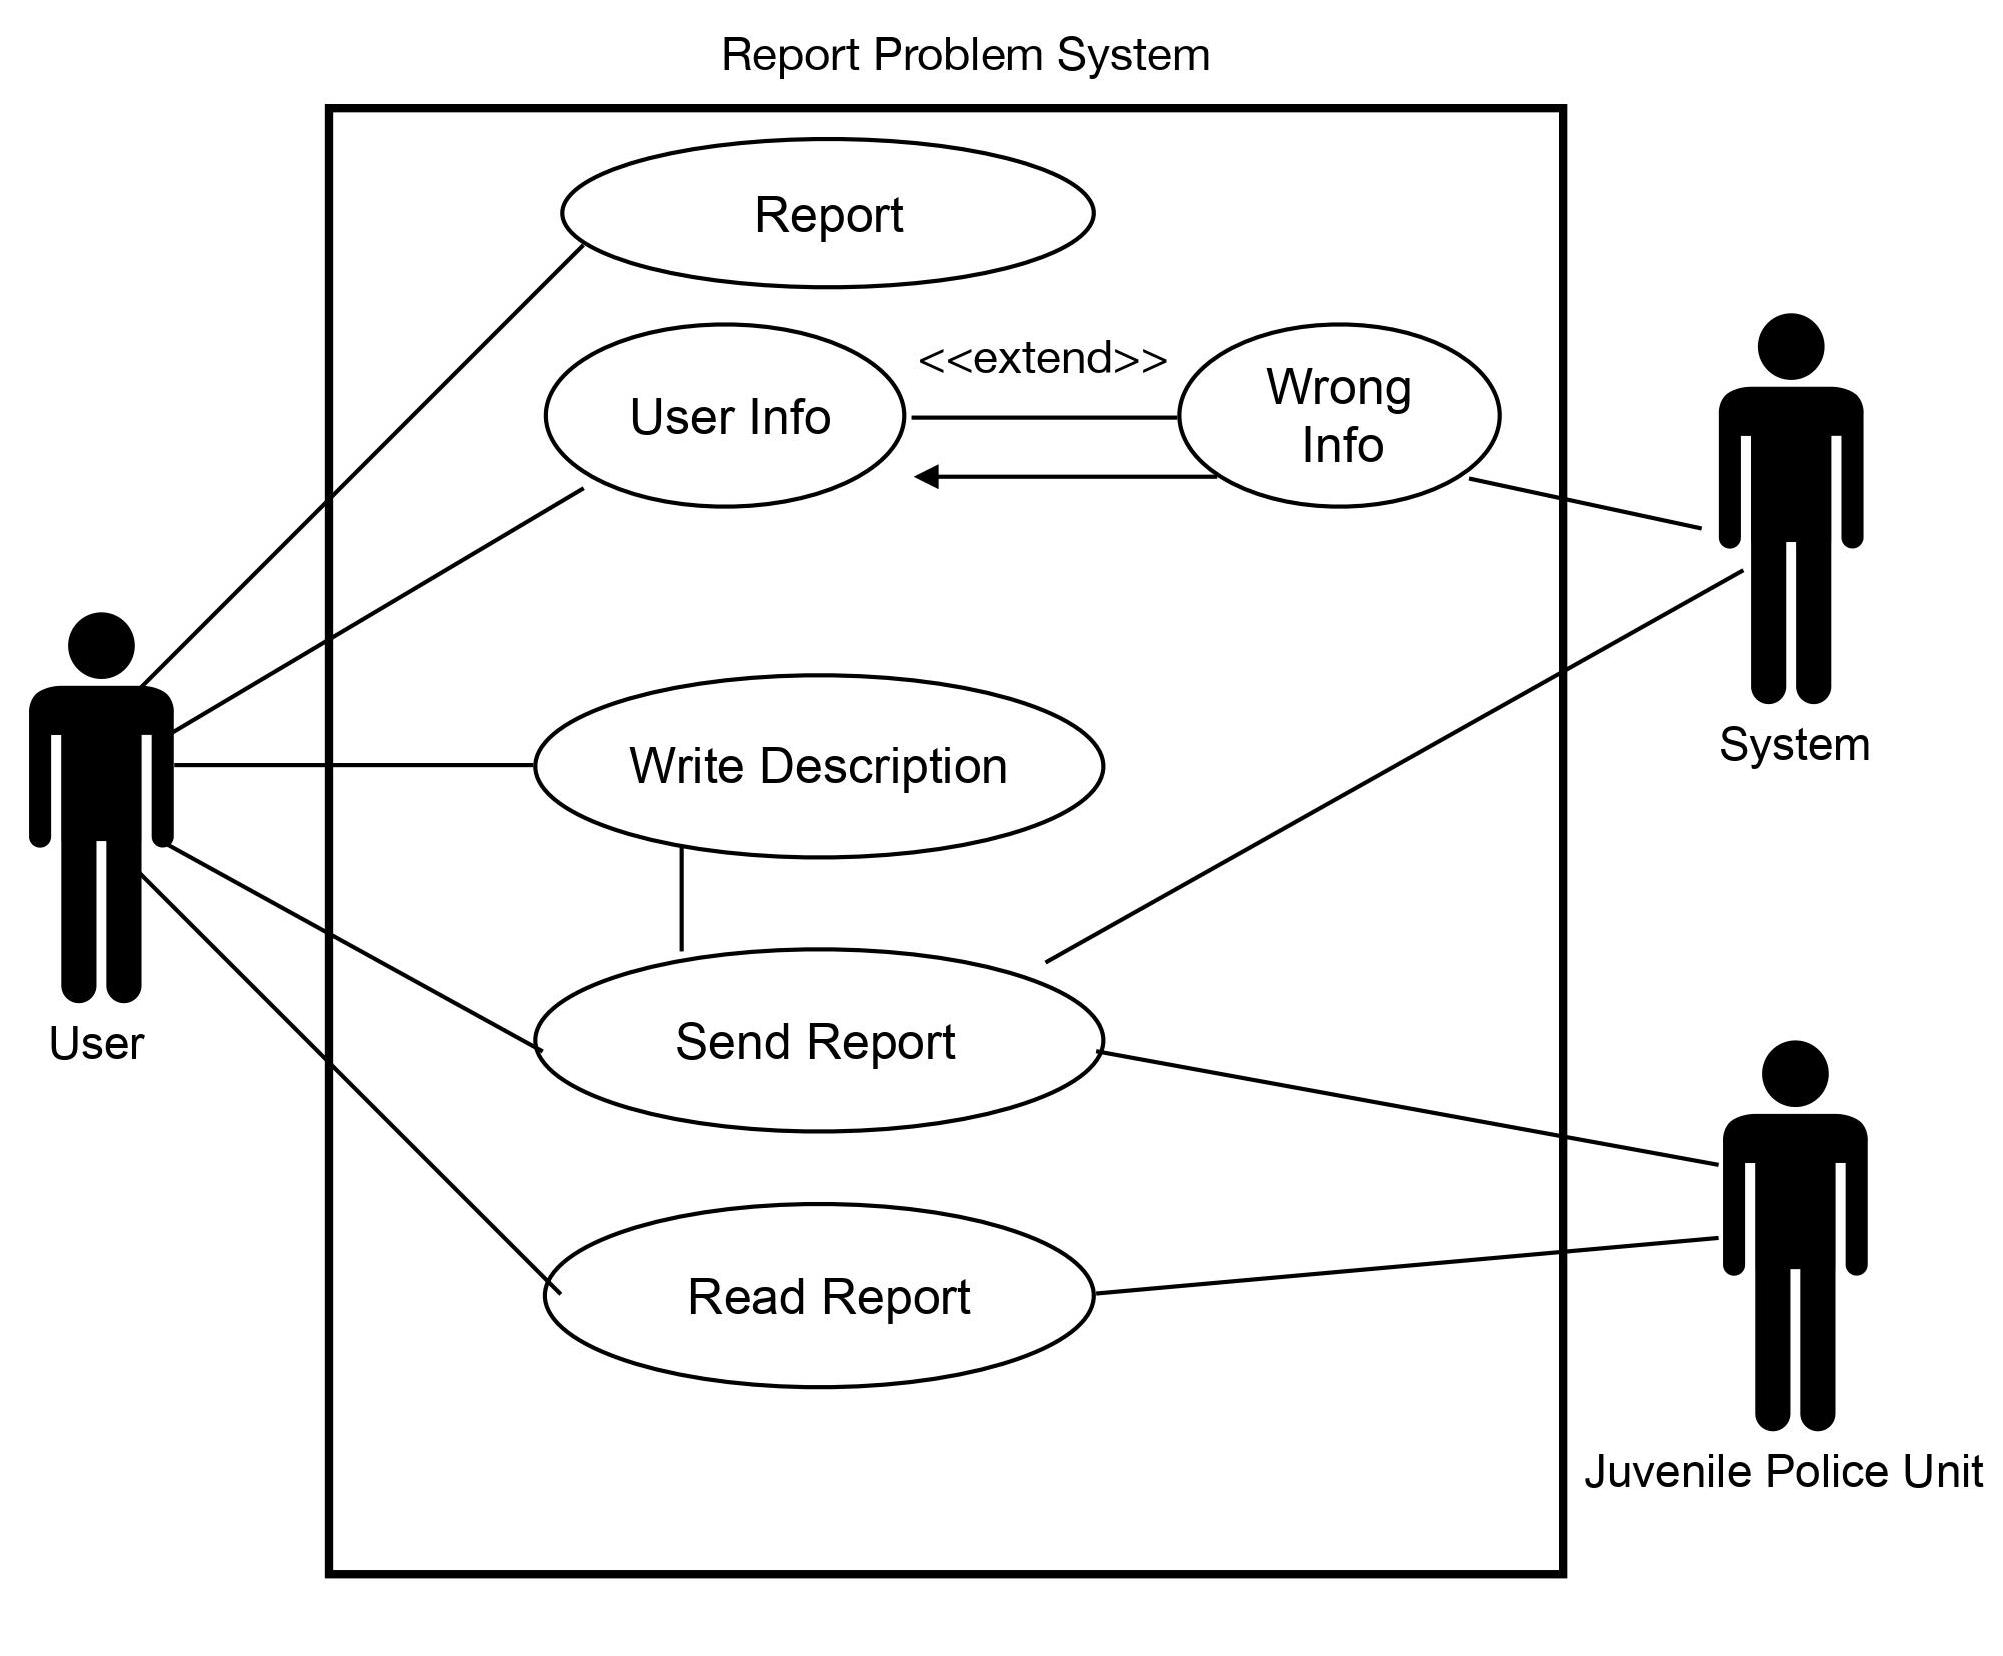 Report Problem System
Report
User Info
<<extend>>
Wrong
Info
System
Write Description
User
Send Report
Read Report
Juvenile Police Unit